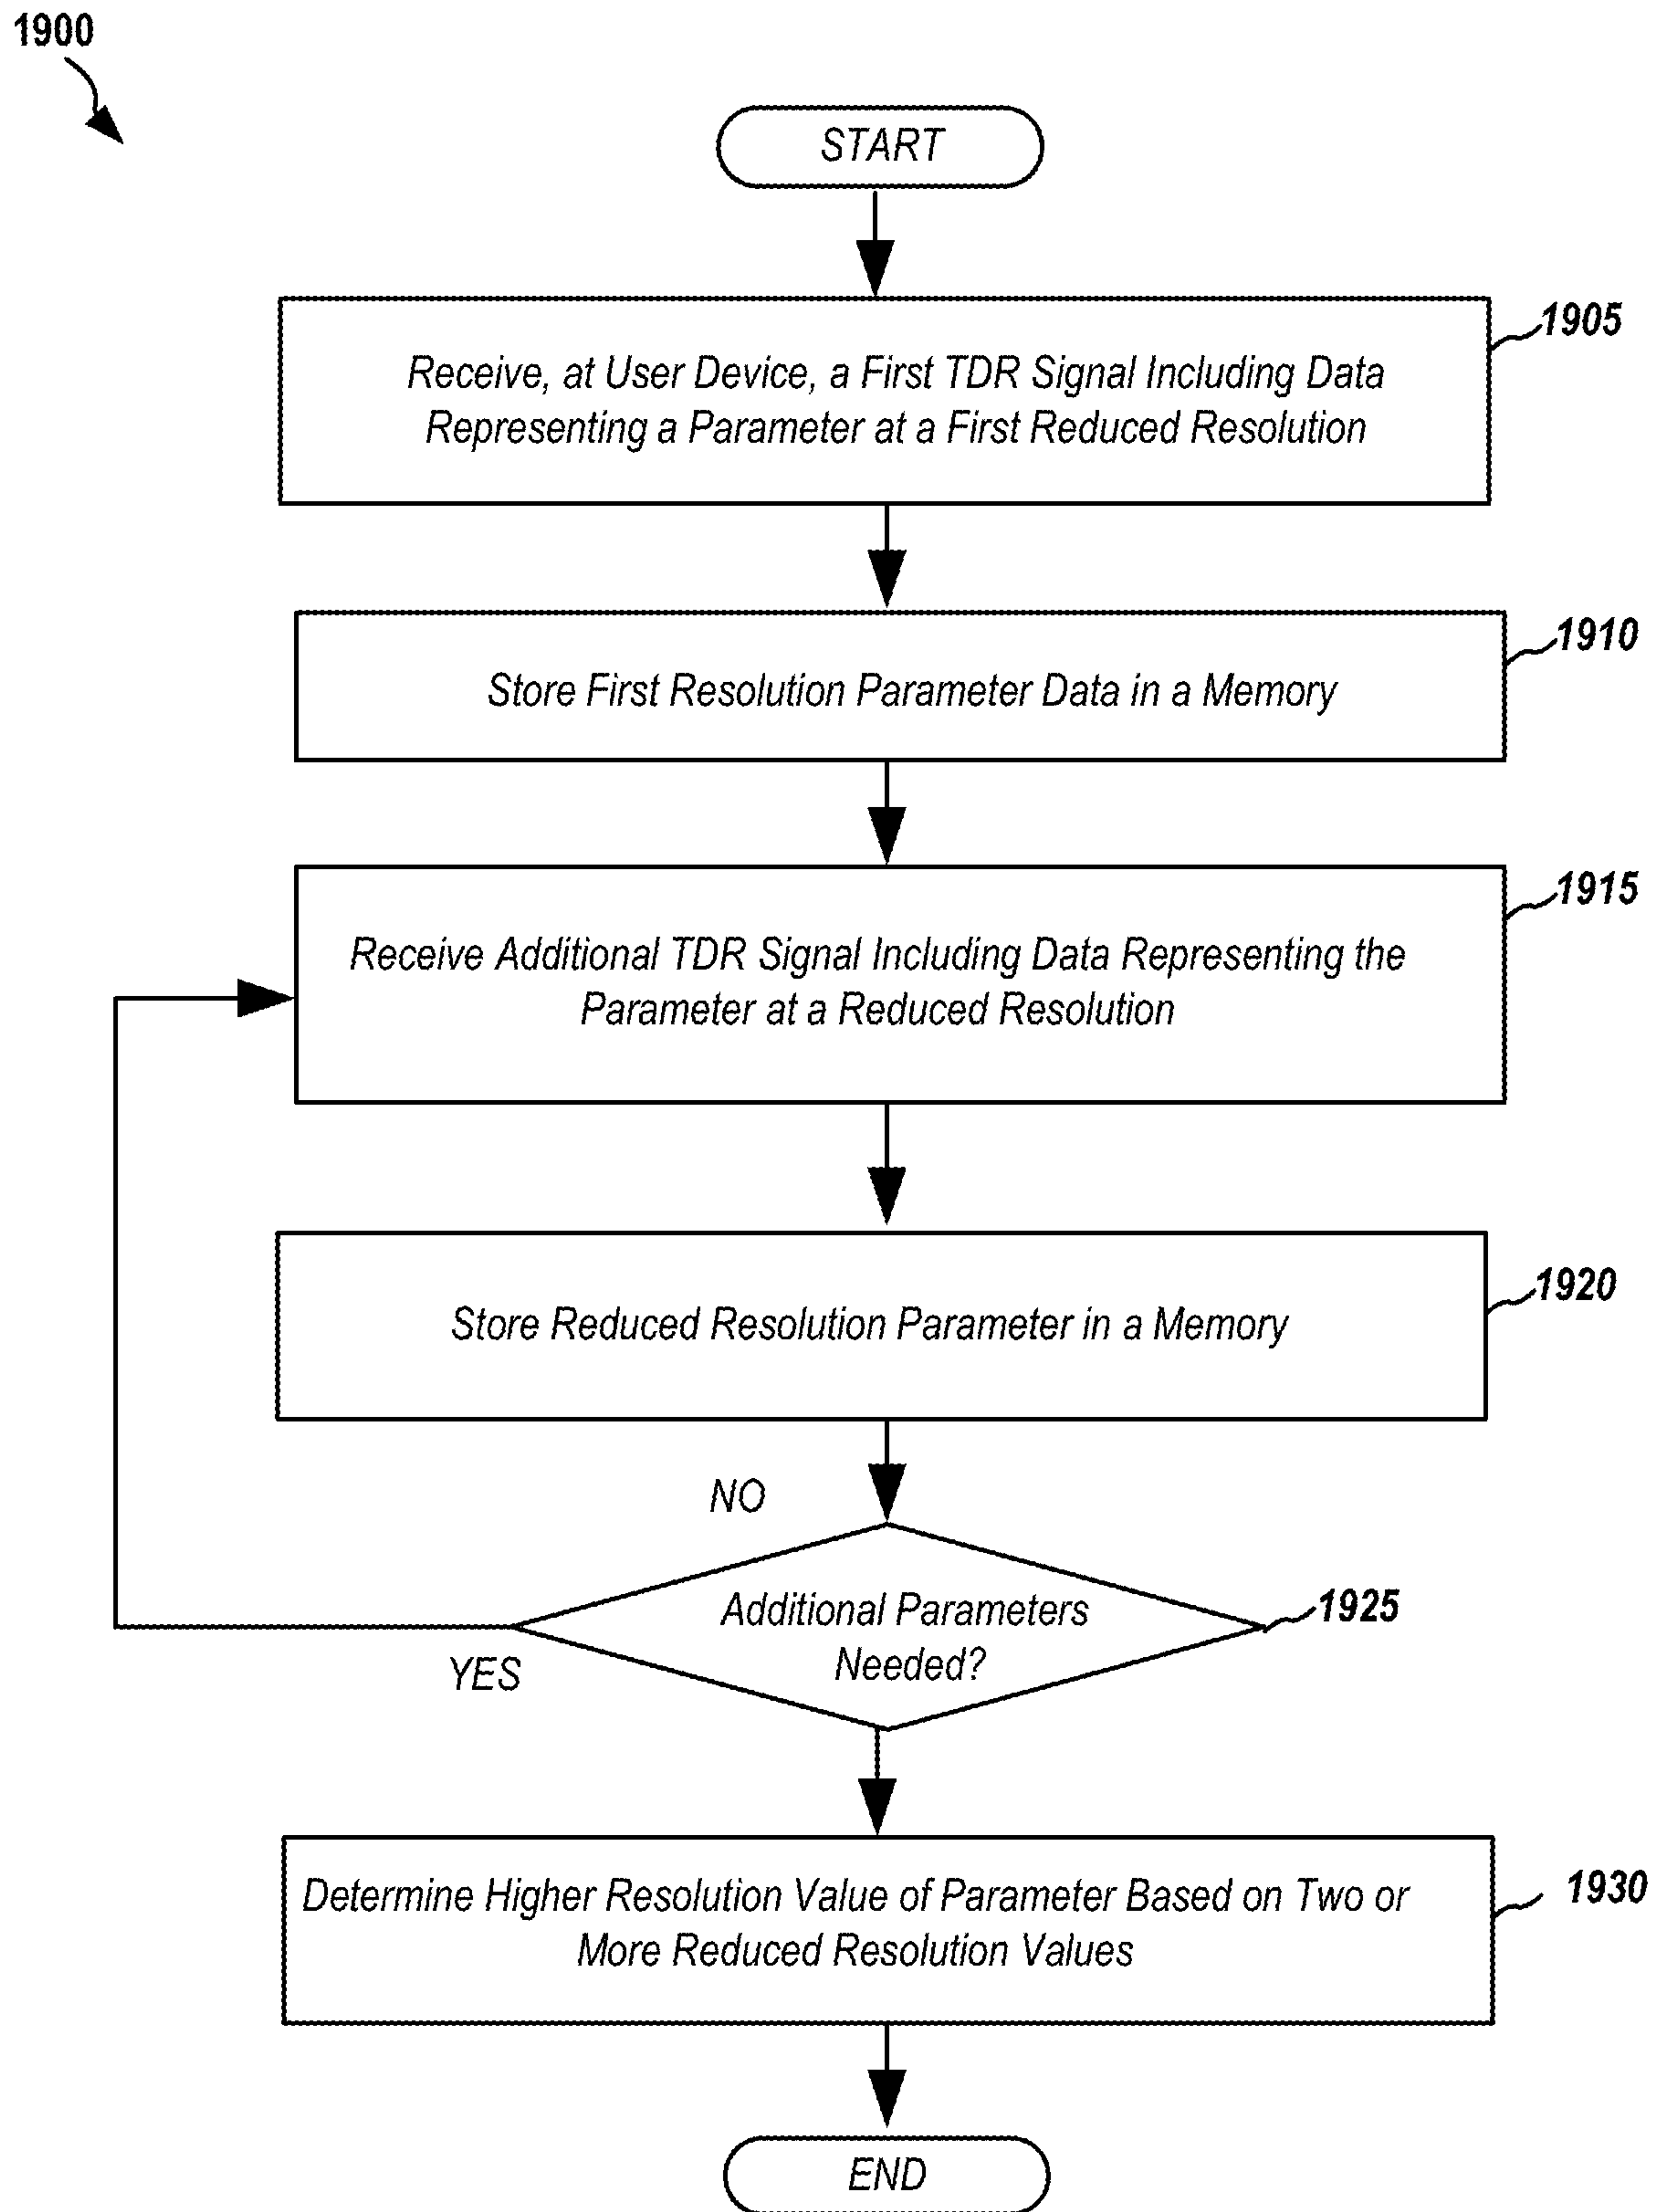 1900
START
1905
Receive, at User Device, a First TDR Signal Including Data
Representing a Parameter at a First Reduced Resolution
1910
Store First Resolution Parameter Data in a Memory
1915
Receive Additional TDR Signal Including Data Representing the
Parameter at a Reduced Resolution
1920
Store Reduced Resolution Parameter in a Memory
NO
Additional Parameters
Needed?
1925
YES
1930
Determine Higher Resolution Value of Parameter Based on Two or
More Reduced Resolution Values
END